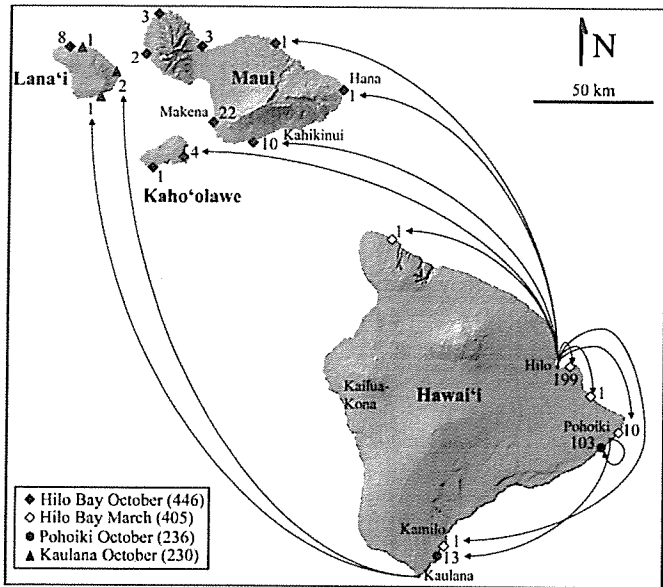 3
8
1
3
1
N
2
Maui
Hana
Lana'i
2
1
50 km
1
Makena
22
Kahikinui
4
10
1
Kaho'olawe
1
Hilo
199
Kailua-
Kona
Hawai'i
1
Pohoiki
10
103
Hilo Bay October (446)
Hilo Bay March (405)
Pohoiki October (236)
Kaulana October (230)
Kamilo
1
13
Kaulana